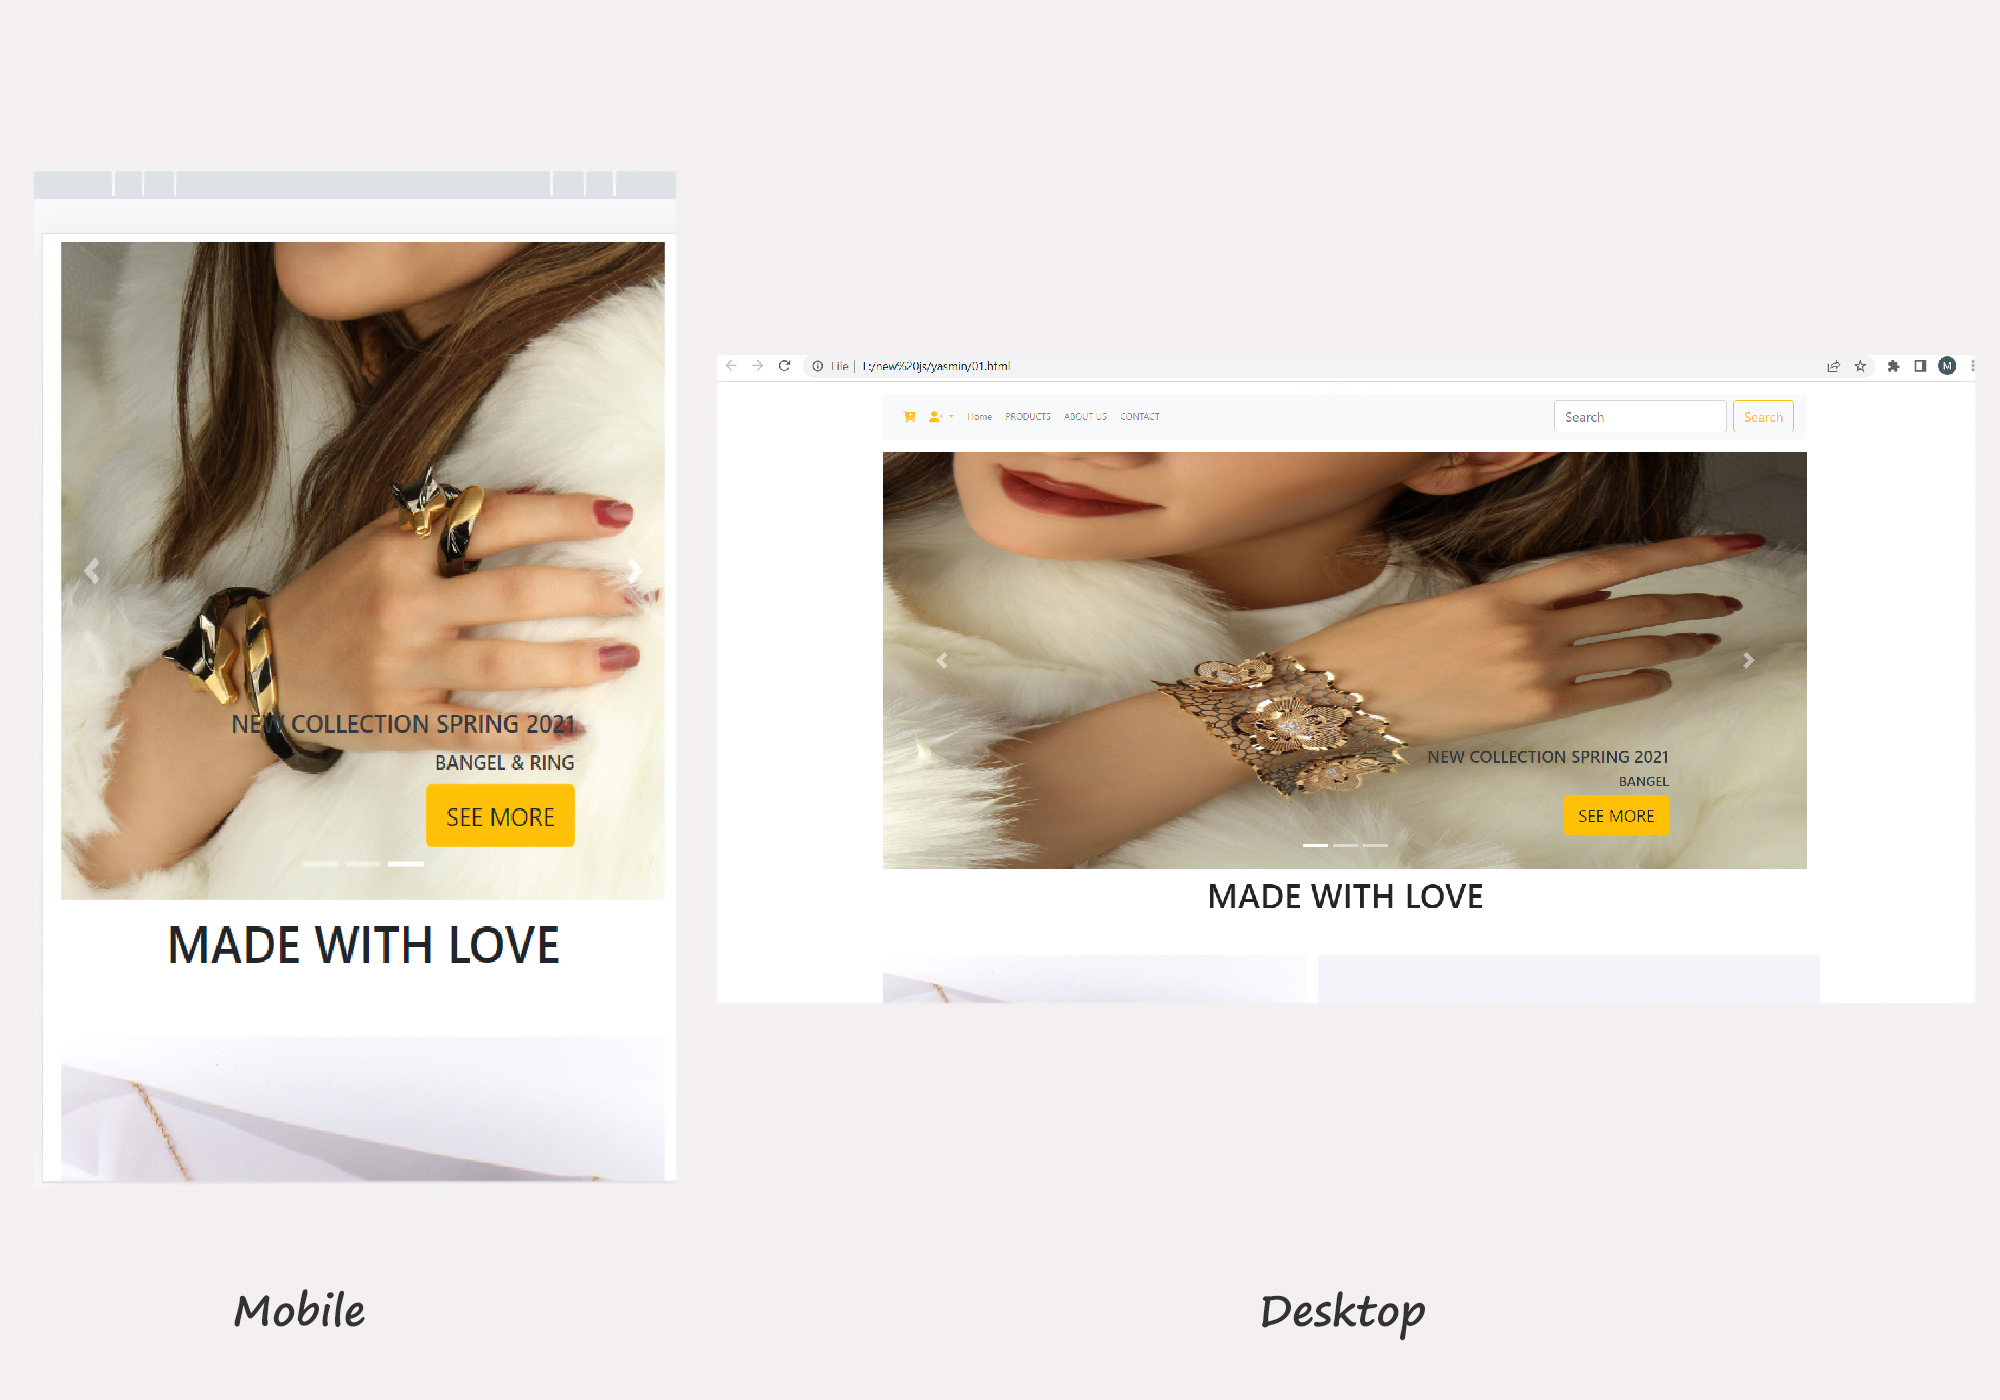 NEW COLLECTION SPRING 2021
BANGEL & RING
SEE MORE
MADE WITH LOVE
Mobile
File | E:/new%20js/yasmin/01.html
M
Home PRODUCTS ABOUT US CONTACT
Search Search
NEW COLLECTION SPRING 2021
BANGEL
SEE MORE
MADE WITH LOVE
Desktop